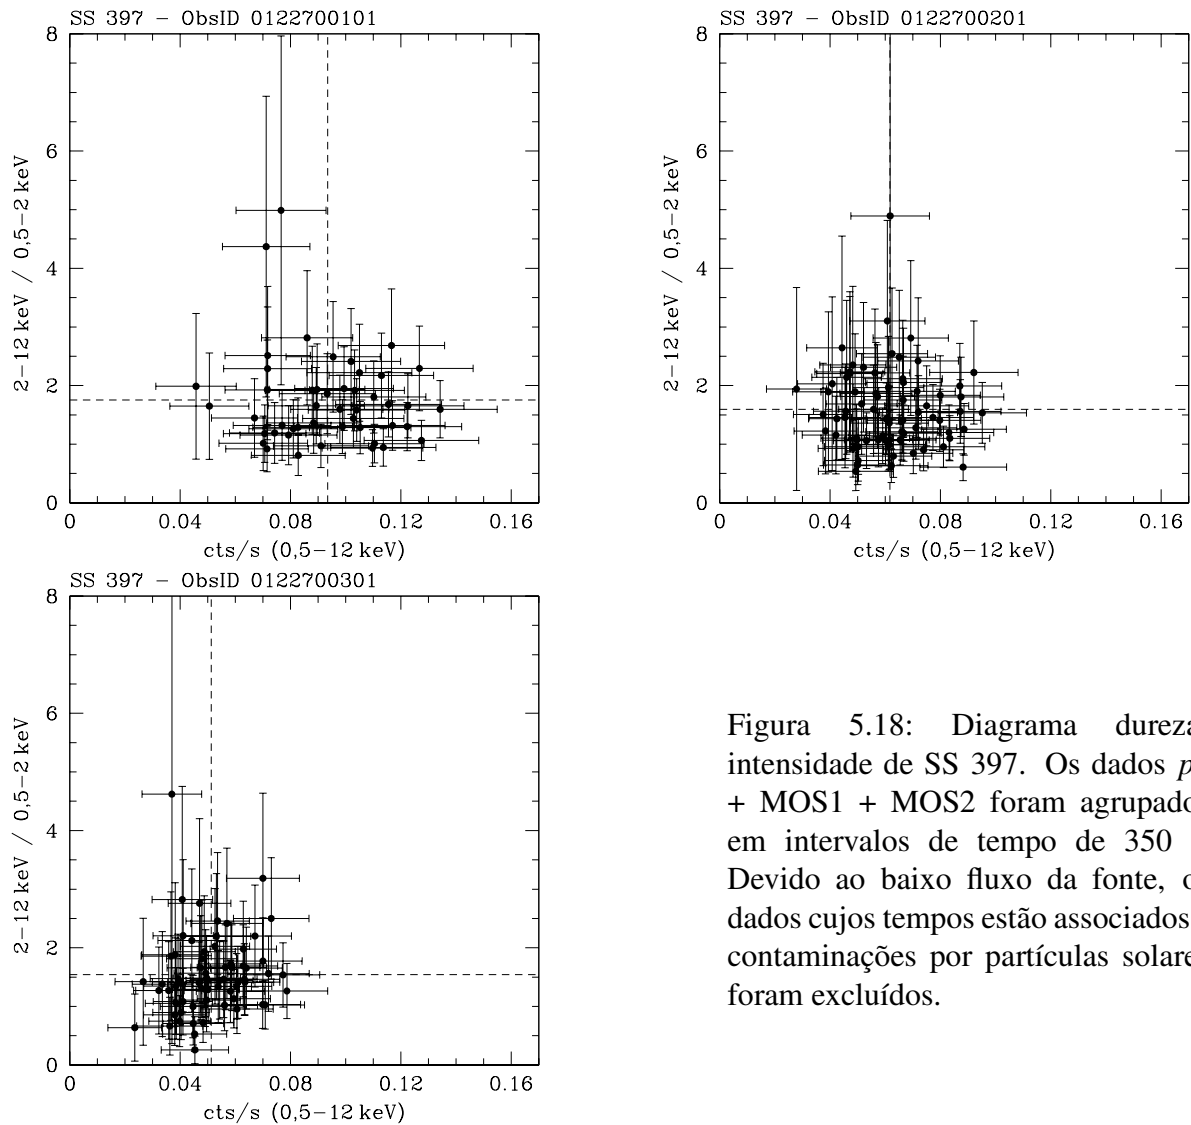 SS 397 − ObsID 0122700101
8
6
4
2
0
2−12 keV / 0,5−2 keV
0 0.04 0.08 0.12 0.16
cts/s (0,5−12 keV)
SS 397 − ObsID 0122700201
8
6
4
2
0
2−12 keV / 0,5−2 keV
0 0.04 0.08 0.12 0.16
cts/s (0,5−12 keV)
SS 397 − ObsID 0122700301
8
6
4
2
0
2−12 keV / 0,5−2 keV
0 0.04 0.08 0.12 0.16
cts/s (0,5−12 keV)
Figura 5.18: Diagrama dureza
intensidade de SS 397. Os dados p
+ MOS1 + MOS2 foram agrupado
em intervalos de tempo de 350
Devido ao baixo fluxo da fonte, o
dados cujos tempos estão associados
contaminações por partículas solare
foram excluídos.